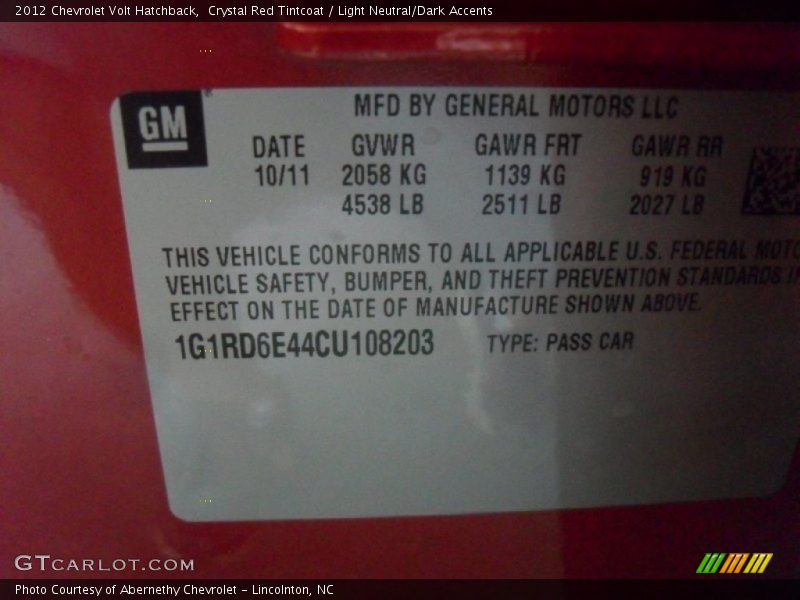 2012 Chevrolet Volt Hatchback,  Crystal Red Tintcoat / Light Neutral/Dark Accents
GM
MFD BY GENERAL MOTORS LLC
DATE GVWR GAWR FRT GAWR RR
10/11 2058 KG 1139 KG 919 KG
4538 LB 2511 LB 2027 LB
THIS VEHICLE CONFORMS TO ALL APPLICABLE U.S. FEDERAL MOTO
VEHICLE SAFETY, BUMPER, AND THEFT PREVENTION STANDARDS IN
EFFECT ON THE DATE OF MANUFACTURE SHOWN ABOVE.
1G1RD6E44CU108203 TYPE: PASS CAR
GTCARLOT.COM
Photo Courtesy of Abernethy Chevrolet – Lincolnton, NC